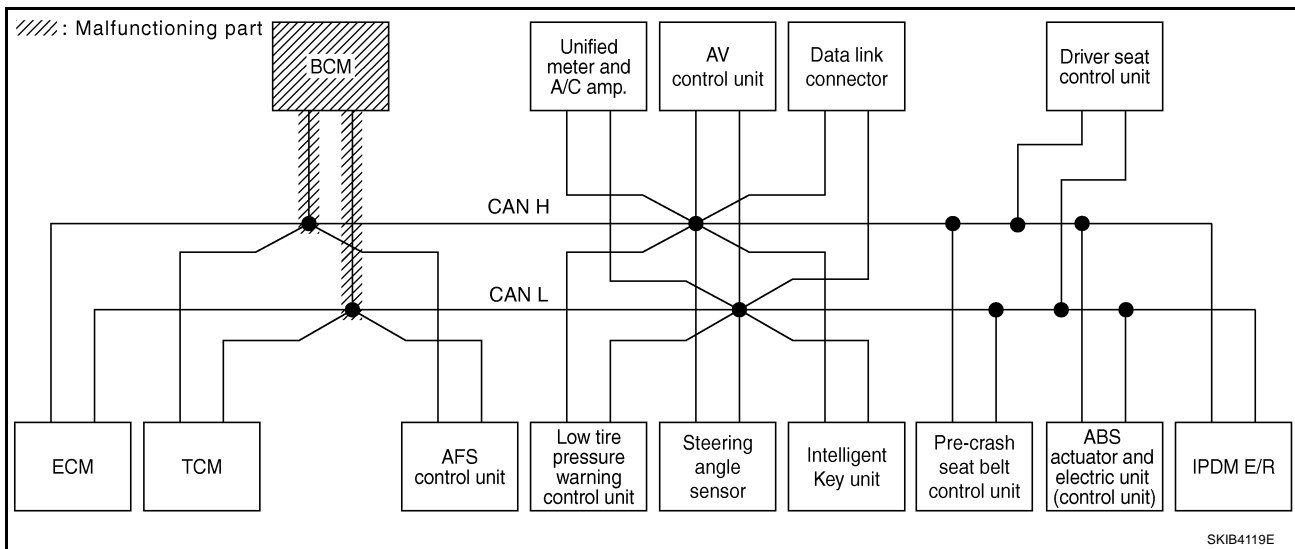 : Malfunctioning part
BCM
Unified
meter and
A/C amp.
AV
control unit
Data link
connector
Driver seat
control unit
CAN H
CAN L
ECM
TCM
AFS
control unit
Low tire
pressure
warning
control unit
Steering
angle
sensor
Intelligent
Key unit
Pre-crash
seat belt
control unit
ABS
actuator and
electric unit
(control unit)
IPDM E/R
SKIB4119E